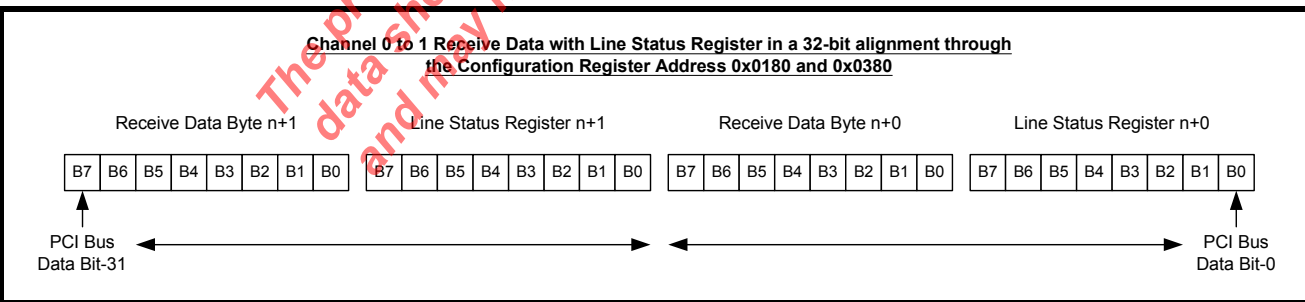 Channel 0 to 1 Receive Data with Line Status Register in a 32-bit alignment through
the Configuration Register Address 0x0180 and 0x0380
The
data
and may
Receive Data Byte n+1 Line Status Register n+1 Receive Data Byte n+0 Line Status Register n+0
B7 B6 B5 B4 B3 B2 B1 B0 B7 B6 B5 B4 B3 B2 B1 B0 B7 B6 B5 B4 B3 B2 B1 B0 B7 B6 B5 B4 B3 B2 B1 B0
PCI Bus PCI Bus
Data Bit-31 Data Bit-0